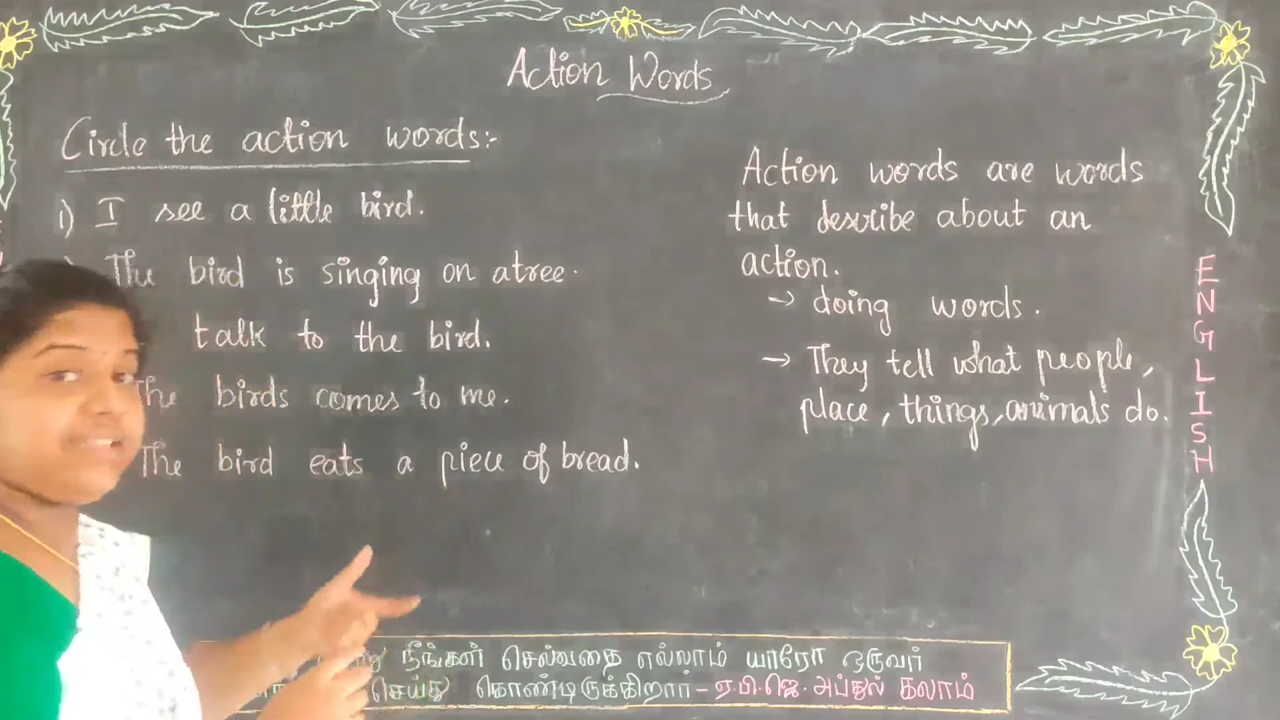 Action Words
Circle the action words:-
i) I see a little bird.
The bird is singing on atree.
talk to the bird.
The birds comes to me.
The bird eats a piece of bread.
Action words are words
that describe about an
action.
→ doing words.
→ They tell what people,
place, things, animals do.
ENGLISH
நீங்கள் செல்வதை எல்லாம் யாரோ ஒருவர்
செய்து கொண்டிருக்கிறார் - ஏ.பி.ஜெ. அப்துல் கலாம்